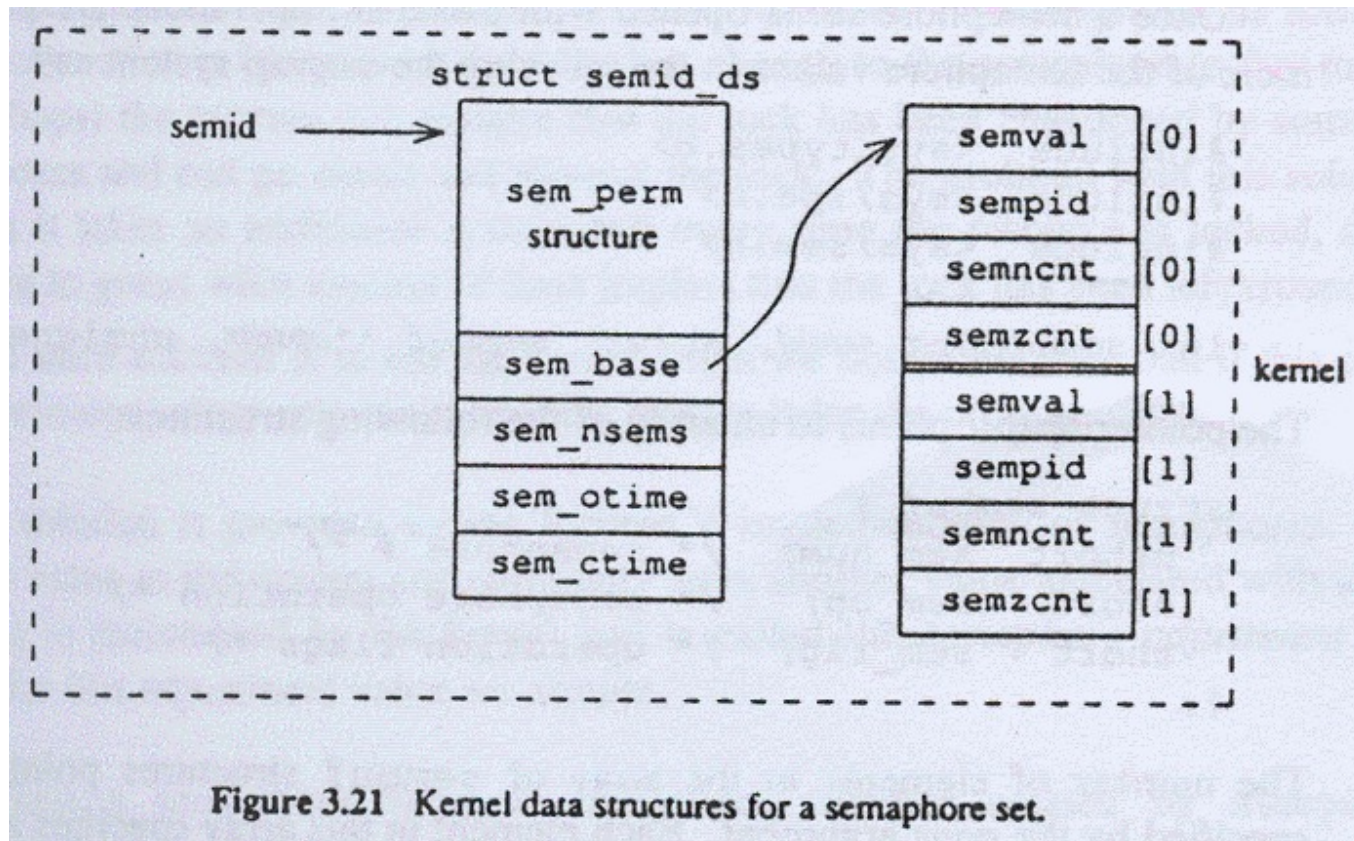 struct semid_ds
semid
sem_perm
structure
sem_base
sem_nsems
sem_otime
sem_ctime
semval [0]
sempid [0]
semncnt [0]
semzcnt [0]
semval [1]
sempid [1]
semncnt [1]
semzcnt [1]
kernel
Figure 3.21 Kernel data structures for a semaphore set.